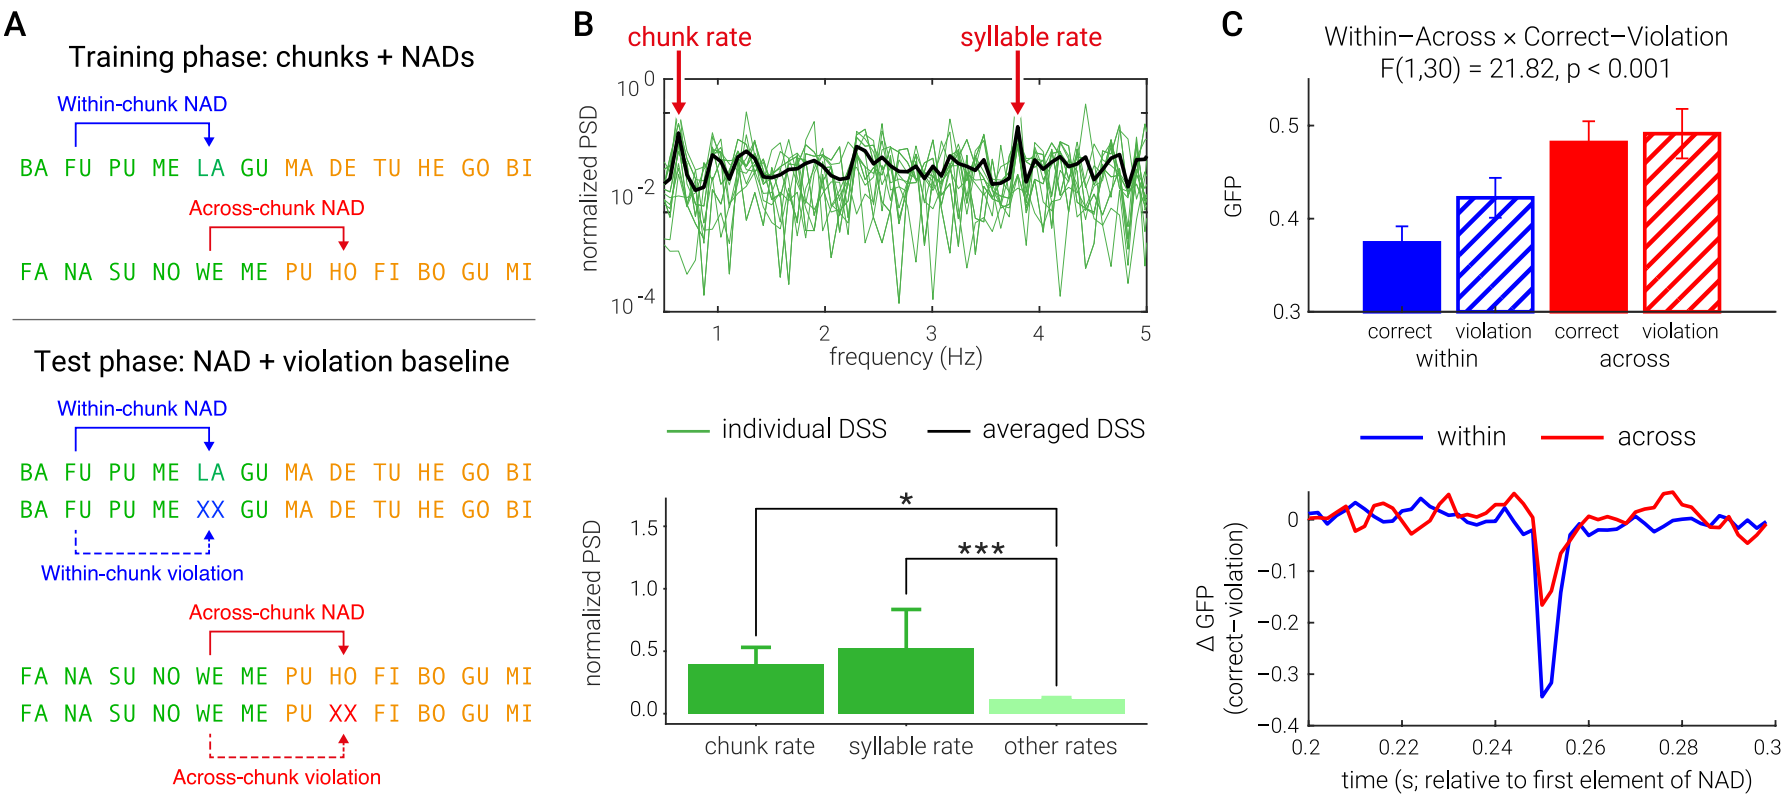 A
Training phase: chunks + NADs
Within-chunk NAD
BA FU PU ME LA GU MA DE TU HE GO BI
Across-chunk NAD
FA NA SU NO WE ME PU HO FI BO GU MI
Test phase: NAD + violation baseline
Within-chunk NAD
BA FU PU ME LA GU MA DE TU HE GO BI
BA FU PU ME XX GU MA DE TU HE GO BI
Within-chunk violation
Across-chunk NAD
FA NA SU NO WE ME PU HO FI BO GU MI
FA NA SU NO WE ME PU XX FI BO GU MI
Across-chunk violation
B
chunk rate
syllable rate
normalized PSD
10^0
10^-2
10^-4
1 2 3 4 5
frequency (Hz)
individual DSS
averaged DSS
normalized PSD
1.5
1.0
0.5
0.0
*
***
chunk rate
syllable rate
other rates
C
Within–Across × Correct–Violation
F(1,30) = 21.82, p < 0.001
GFP
0.5
0.4
0.3
correct violation correct violation
within across
within
across
Δ GFP
(correct–violation)
0
−0.1
−0.2
−0.3
−0.4
0.2 0.22 0.24 0.26 0.28 0.3
time (s; relative to first element of NAD)